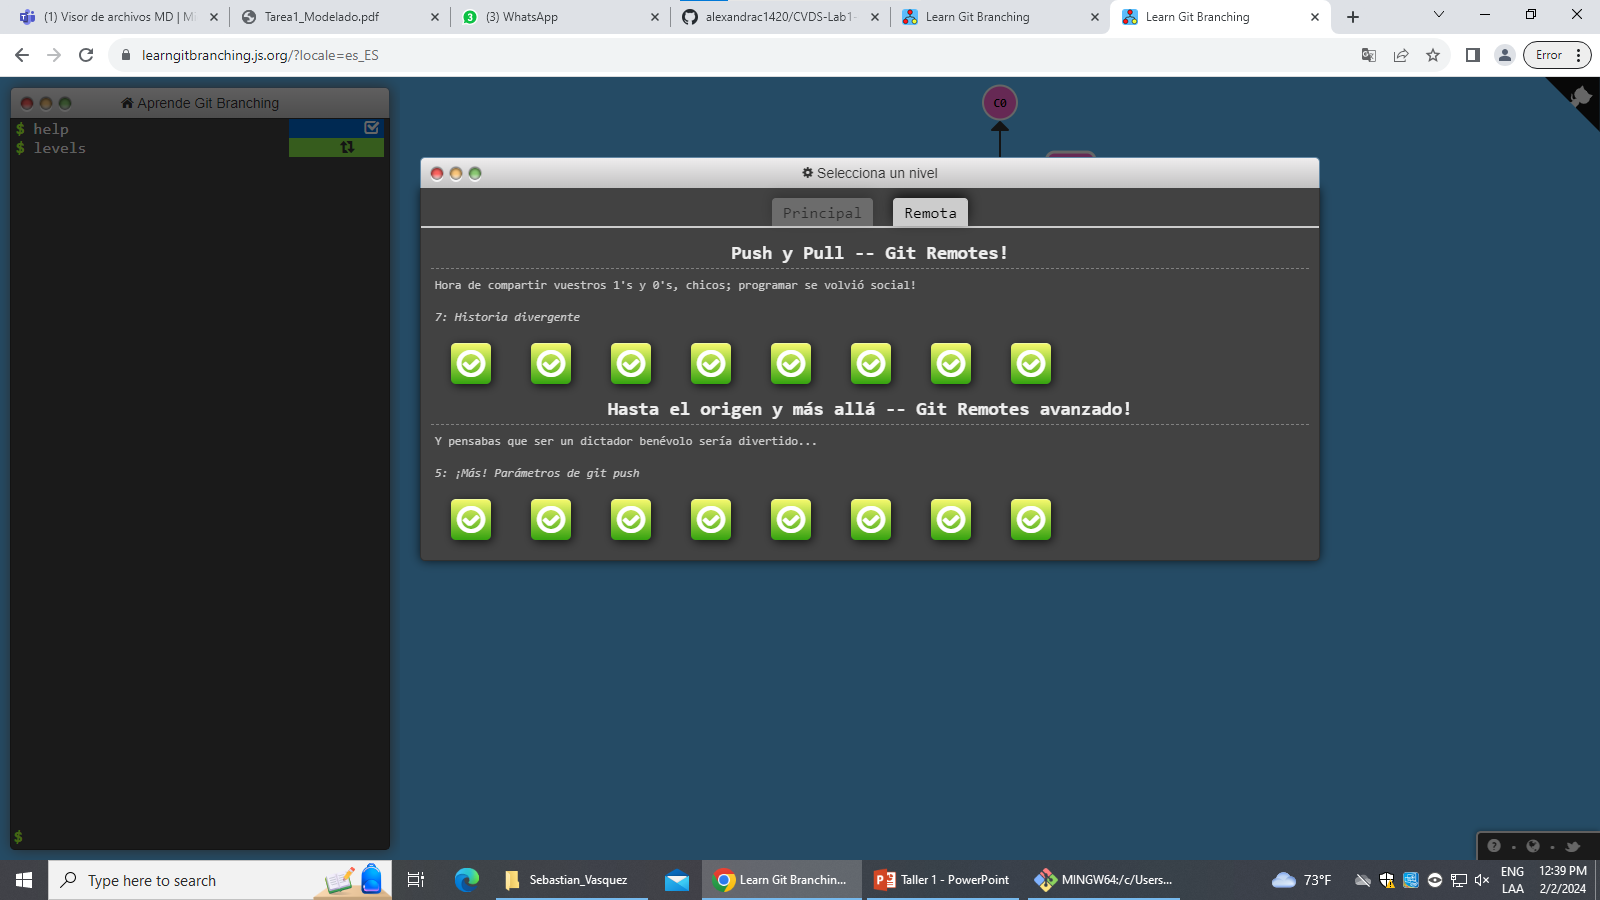 (1) Visor de archivos MD | Mi
Tarea1_Modelado.pdf
3
(3) WhatsApp
alexandrac1420/CVDS-Lab1-
Learn Git Branching
Learn Git Branching
learngitbranching.js.org/?locale=es_ES
Error
Aprende Git Branching
$ help
$ levels
C0
Selecciona un nivel
Principal
Remota
Push y Pull -- Git Remotes!
Hora de compartir vuestros 1's y 0's, chicos; programar se volvió social!
7: Historia divergente
Hasta el origen y más allá -- Git Remotes avanzado!
Y pensabas que ser un dictador benévolo sería divertido...
5: ¡Más! Parámetros de git push
$
Type here to search
Sebastian_Vasquez
Learn Git Branchin...
Taller 1 - PowerPoint
MINGW64:/c/Users...
73°F
ENG
LAA
12:39 PM
2/2/2024